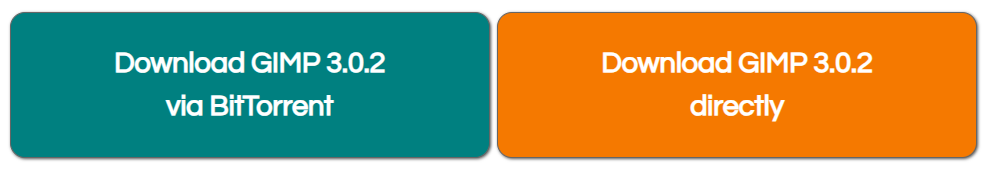 Download GIMP 3.0.2
via BitTorrent
Download GIMP 3.0.2
directly